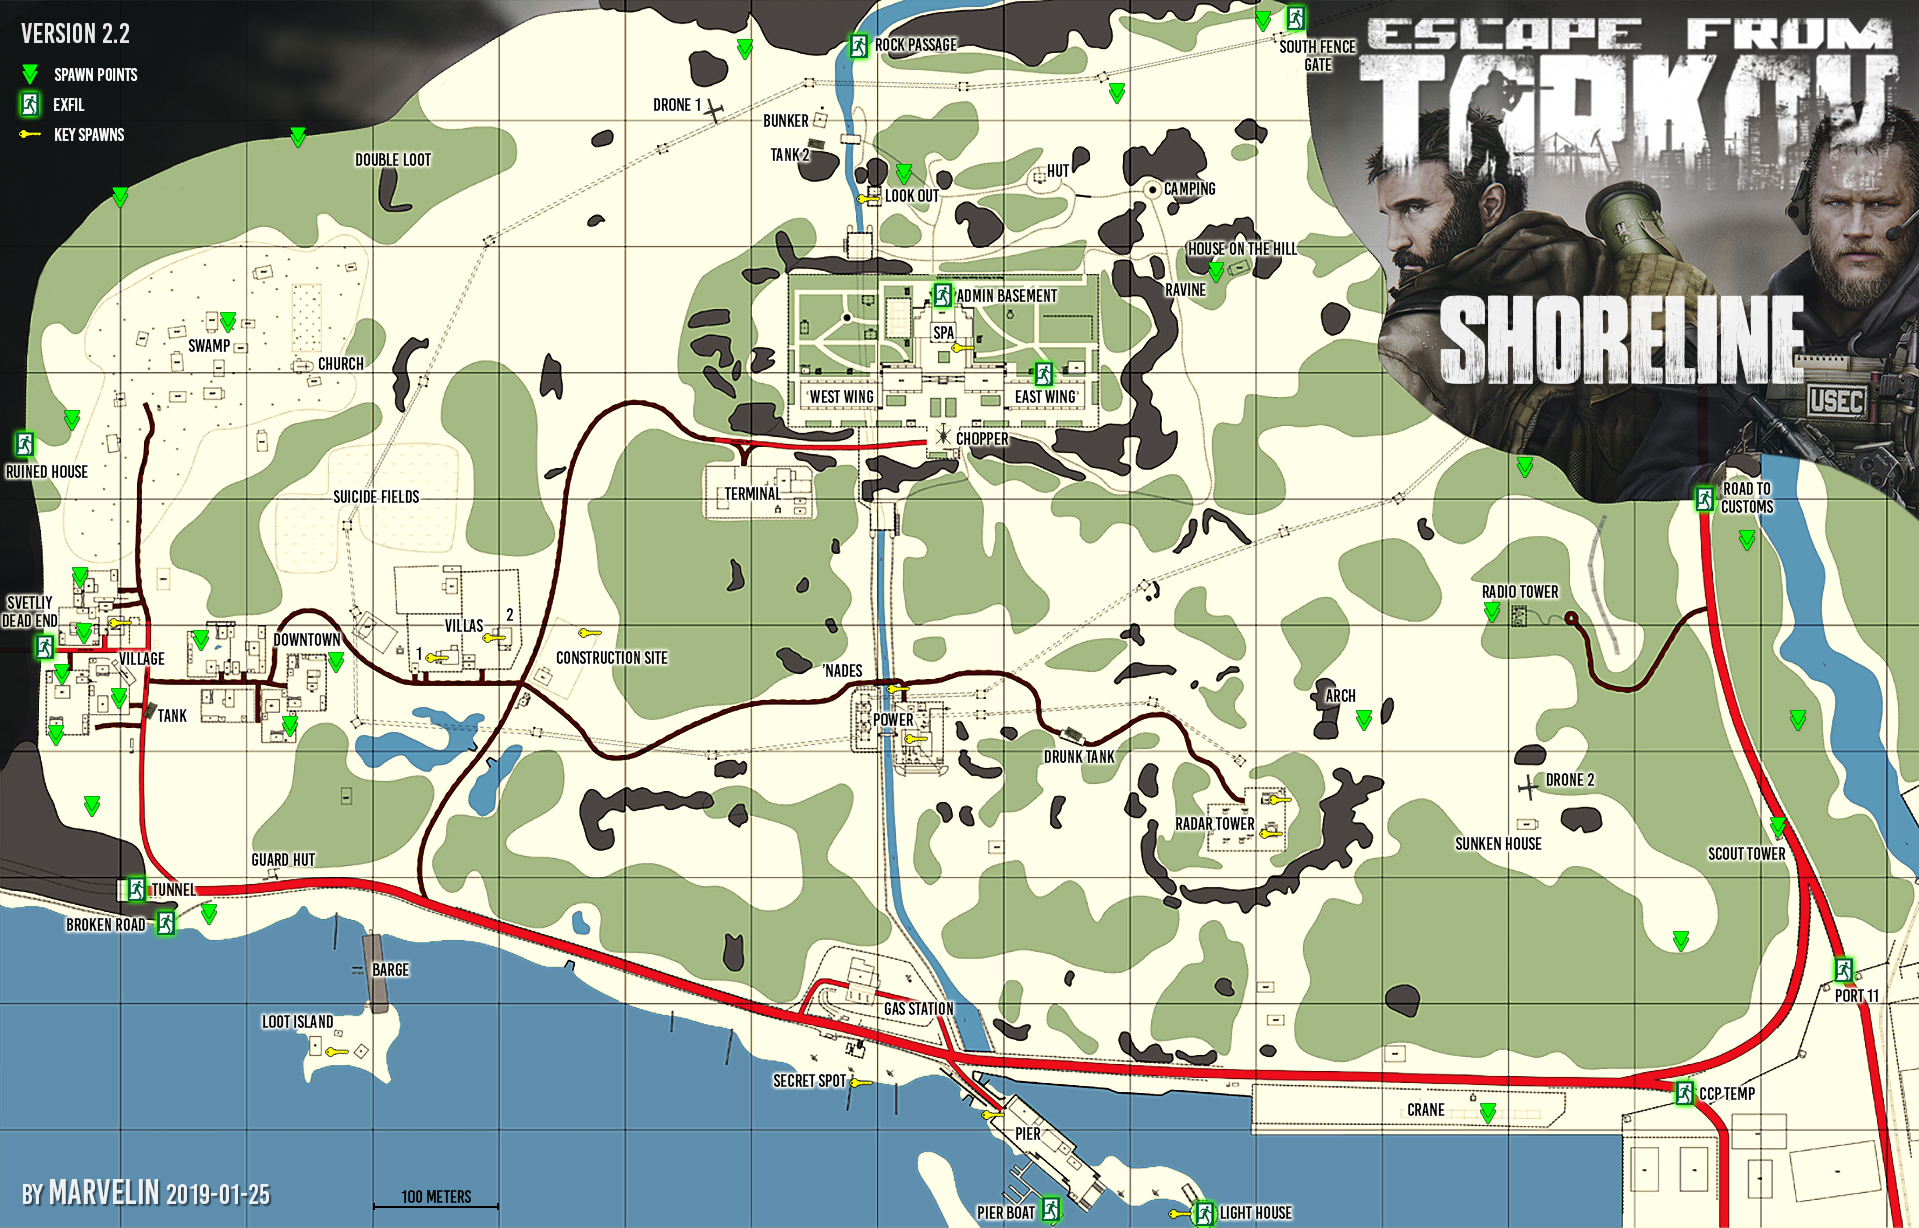 VERSION 2.2
SPAWN POINTS
EXFIL
KEY SPAWNS
ESCAPE FROM
TARKOV
SHORELINE
USEC
ROCK PASSAGE
SOUTH FENCE
GATE
DRONE 1
BUNKER
TANK 2
DOUBLE LOOT
HUT
LOOK OUT
CAMPING
HOUSE ON THE HILL
RAVINE
ADMIN BASEMENT
SPA
SWAMP
CHURCH
WEST WING
EAST WING
CHOPPER
RUINED HOUSE
SUICIDE FIELDS
TERMINAL
ROAD TO
CUSTOMS
RADIO TOWER
SVETLIY
DEAD END
VILLAGE
DOWNTOWN
VILLAS
2
1
CONSTRUCTION SITE
'NADES
TANK
POWER
ARCH
DRUNK TANK
DRONE 2
RADAR TOWER
SUNKEN HOUSE
SCOUT TOWER
GUARD HUT
TUNNEL
BROKEN ROAD
BARGE
LOOT ISLAND
GAS STATION
PORT 11
SECRET SPOT
CRANE
CCP TEMP
PIER
PIER BOAT
LIGHT HOUSE
BY MARVELIN 2019-01-25
100 METERS